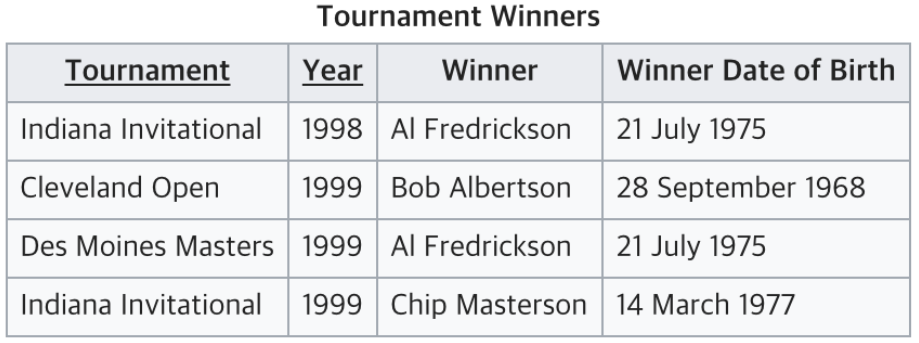 Tournament Winners
Tournament Year Winner Winner Date of Birth
Indiana Invitational 1998 Al Fredrickson 21 July 1975
Cleveland Open 1999 Bob Albertson 28 September 1968
Des Moines Masters 1999 Al Fredrickson 21 July 1975
Indiana Invitational 1999 Chip Masterson 14 March 1977